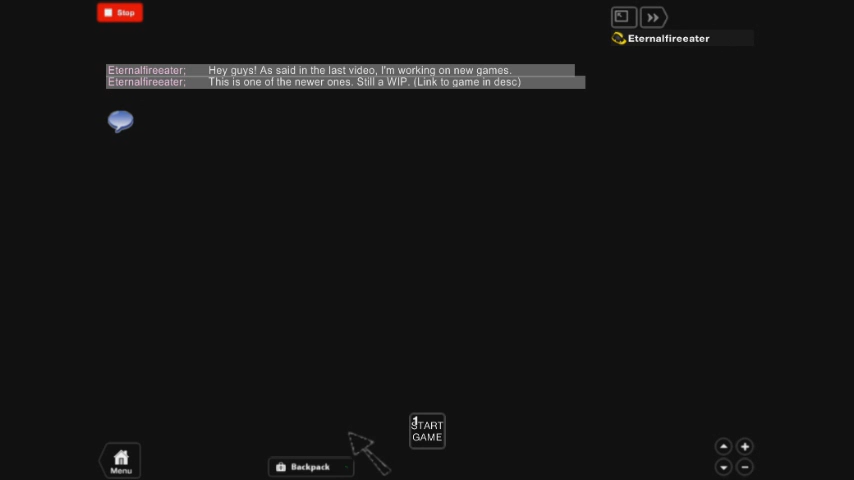 Stop
Eternalfireeater
Eternalfireeater; Hey guys! As said in the last video, I'm working on new games.
Eternalfireeater; This is one of the newer ones. Still a WIP. (Link to game in desc)
1
START
GAME
Menu
Backpack